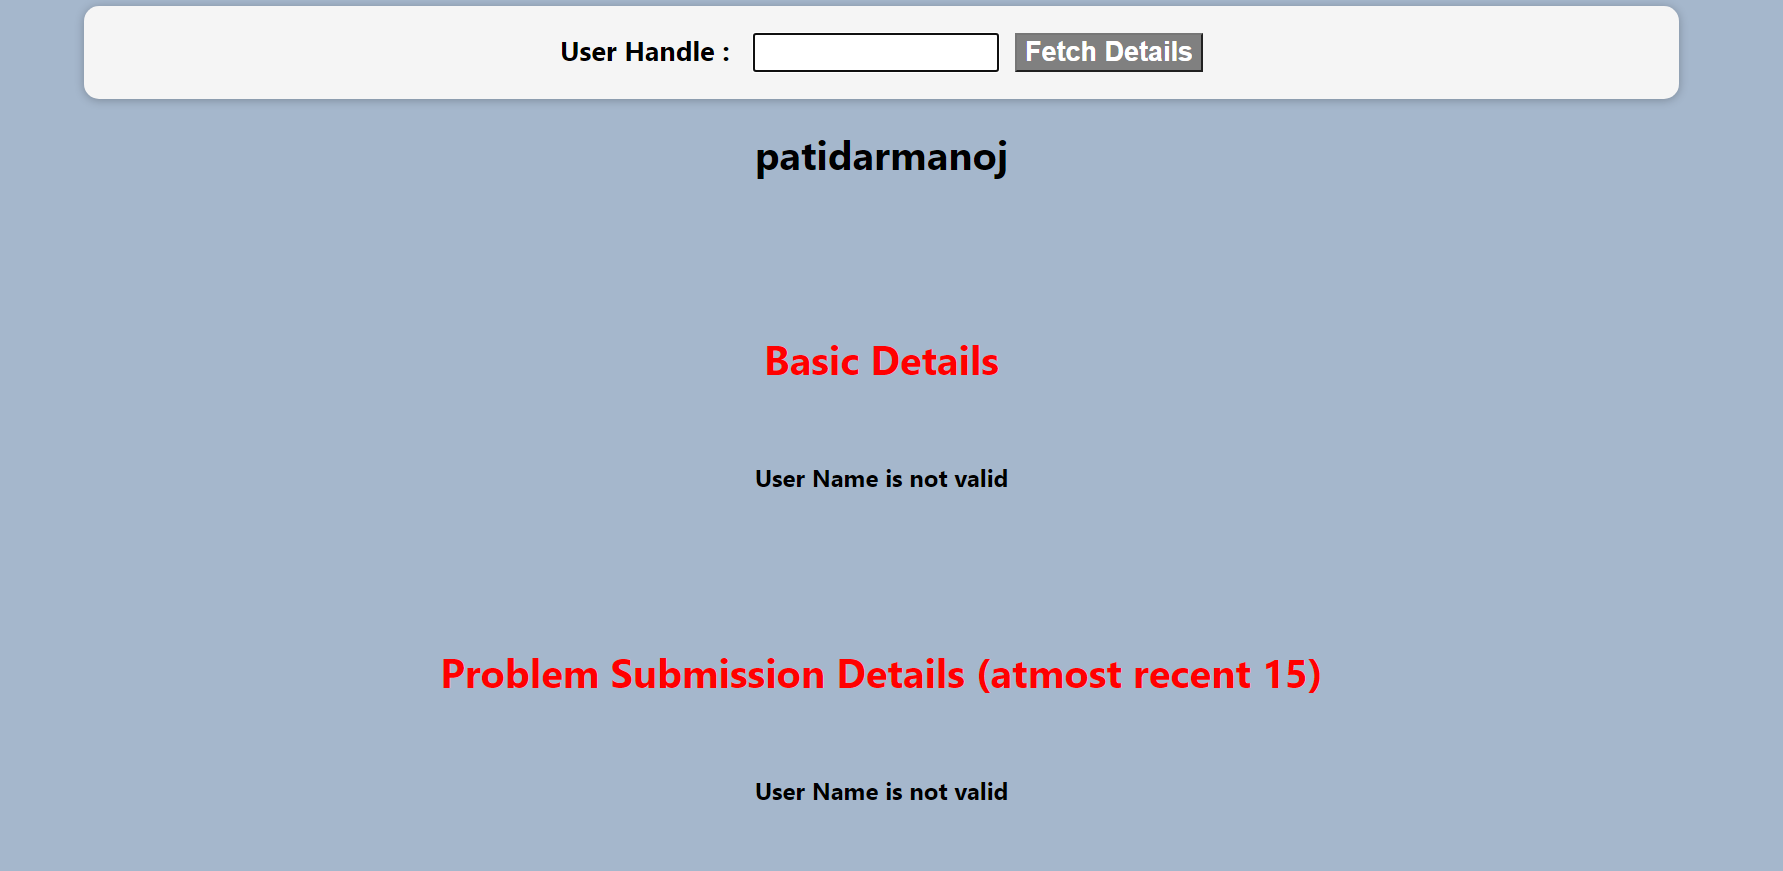 User Handle : Fetch Details
patidarmanoj
Basic Details
User Name is not valid
Problem Submission Details (atmost recent 15)
User Name is not valid